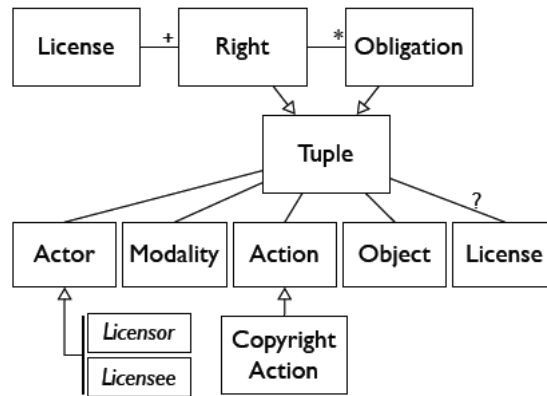 License + Right * Obligation
Tuple
?
Actor Modality Action Object License
Licensor
Licensee
Copyright
Action